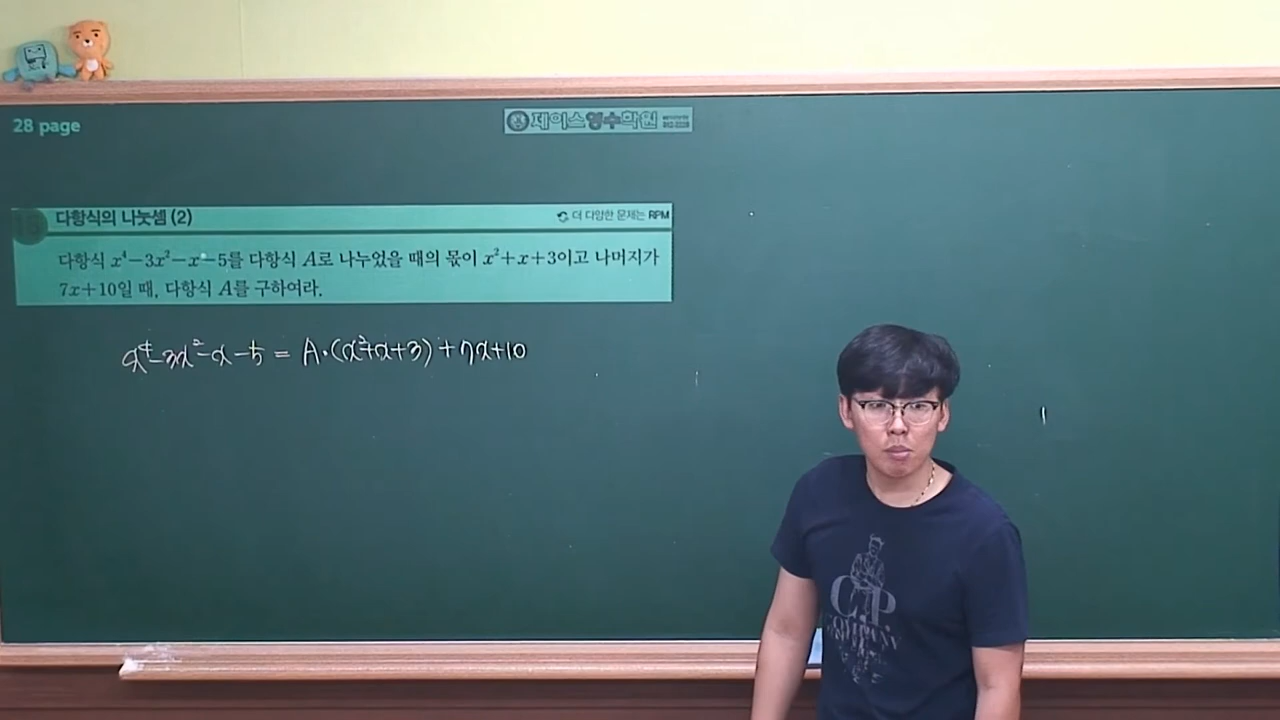 28 page
제이스영수학원
다항식의 나눗셈 (2)
더 다양한 문제는 RPM
다항식 x⁴-3x²-x-5를 다항식 A로 나누었을 때의 몫이 x²+x+3이고 나머지가
7x+10일 때, 다항식 A를 구하여라.
x⁴-3x²-x-5 = A·(x²+x+3)+7x+10
C.P.
COMPANY